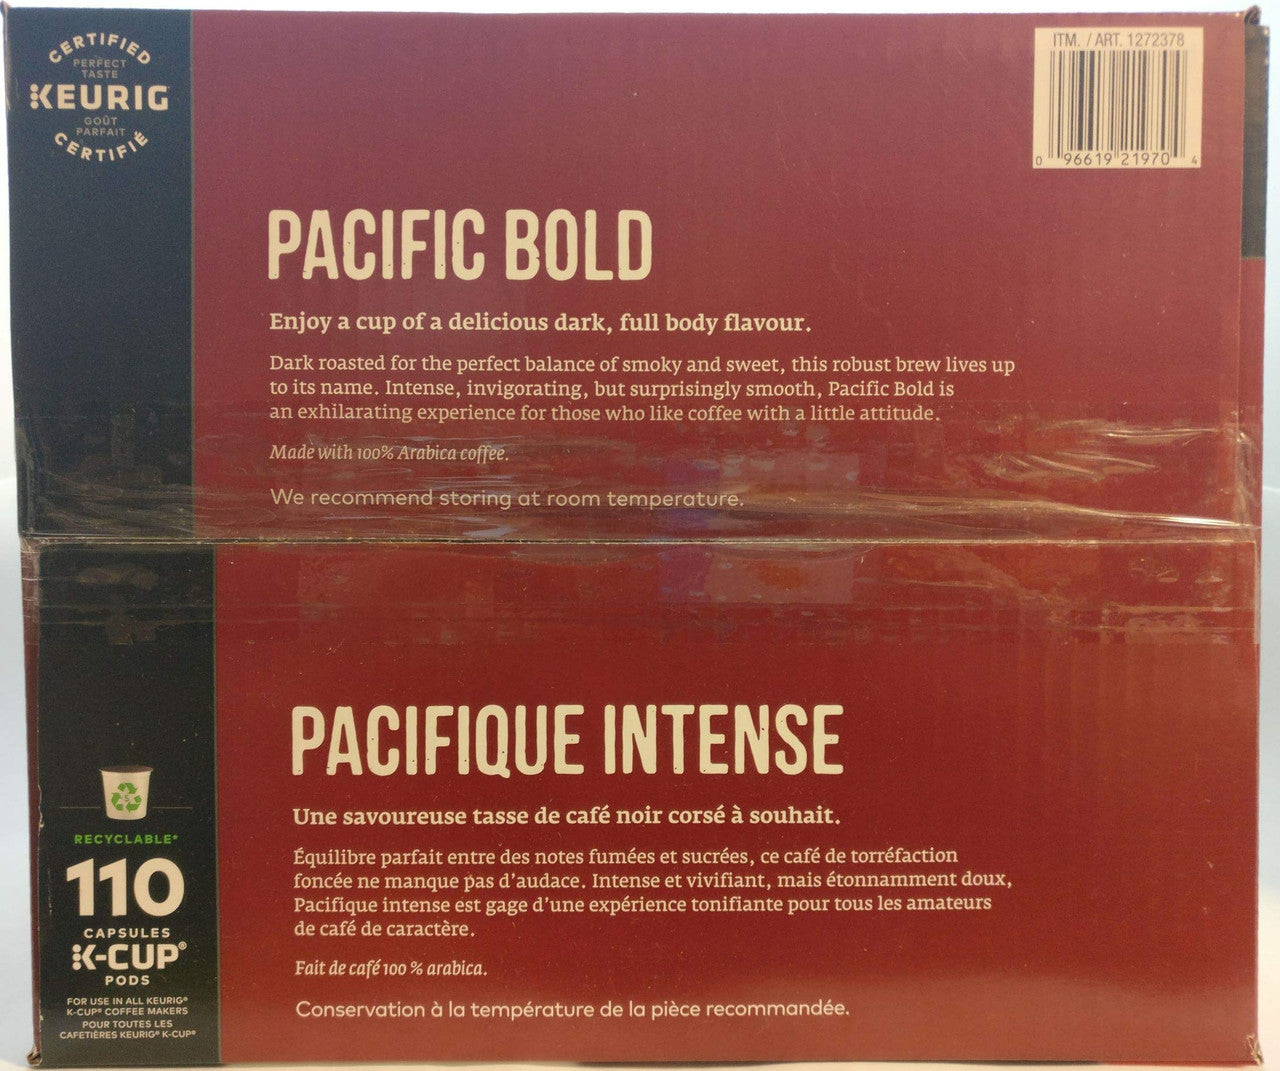 CERTIFIED
PERFECT
TASTE
KEURIG
GOÛT
PARFAIT
CERTIFIÉ
ITM. / ART. 1272378
0 96619 21970 4
PACIFIC BOLD
Enjoy a cup of a delicious dark, full body flavour.
Dark roasted for the perfect balance of smoky and sweet, this robust brew lives up
to its name. Intense, invigorating, but surprisingly smooth, Pacific Bold is
an exhilarating experience for those who like coffee with a little attitude.
Made with 100% Arabica coffee.
We recommend storing at room temperature.
PACIFIQUE INTENSE
Une savoureuse tasse de café noir corsé à souhait.
Équilibre parfait entre des notes fumées et sucrées, ce café de torréfaction
foncée ne manque pas d'audace. Intense et vivifiant, mais étonnamment doux,
Pacifique intense est gage d'une expérience tonifiante pour tous les amateurs
de café de caractère.
Fait de café 100 % arabica.
Conservation à la température de la pièce recommandée.
5
RECYCLABLE*
110
CAPSULES
K-CUP®
PODS
FOR USE IN ALL KEURIG®
K-CUP® COFFEE MAKERS
POUR TOUTES LES
CAFETIÈRES KEURIG® K-CUP®